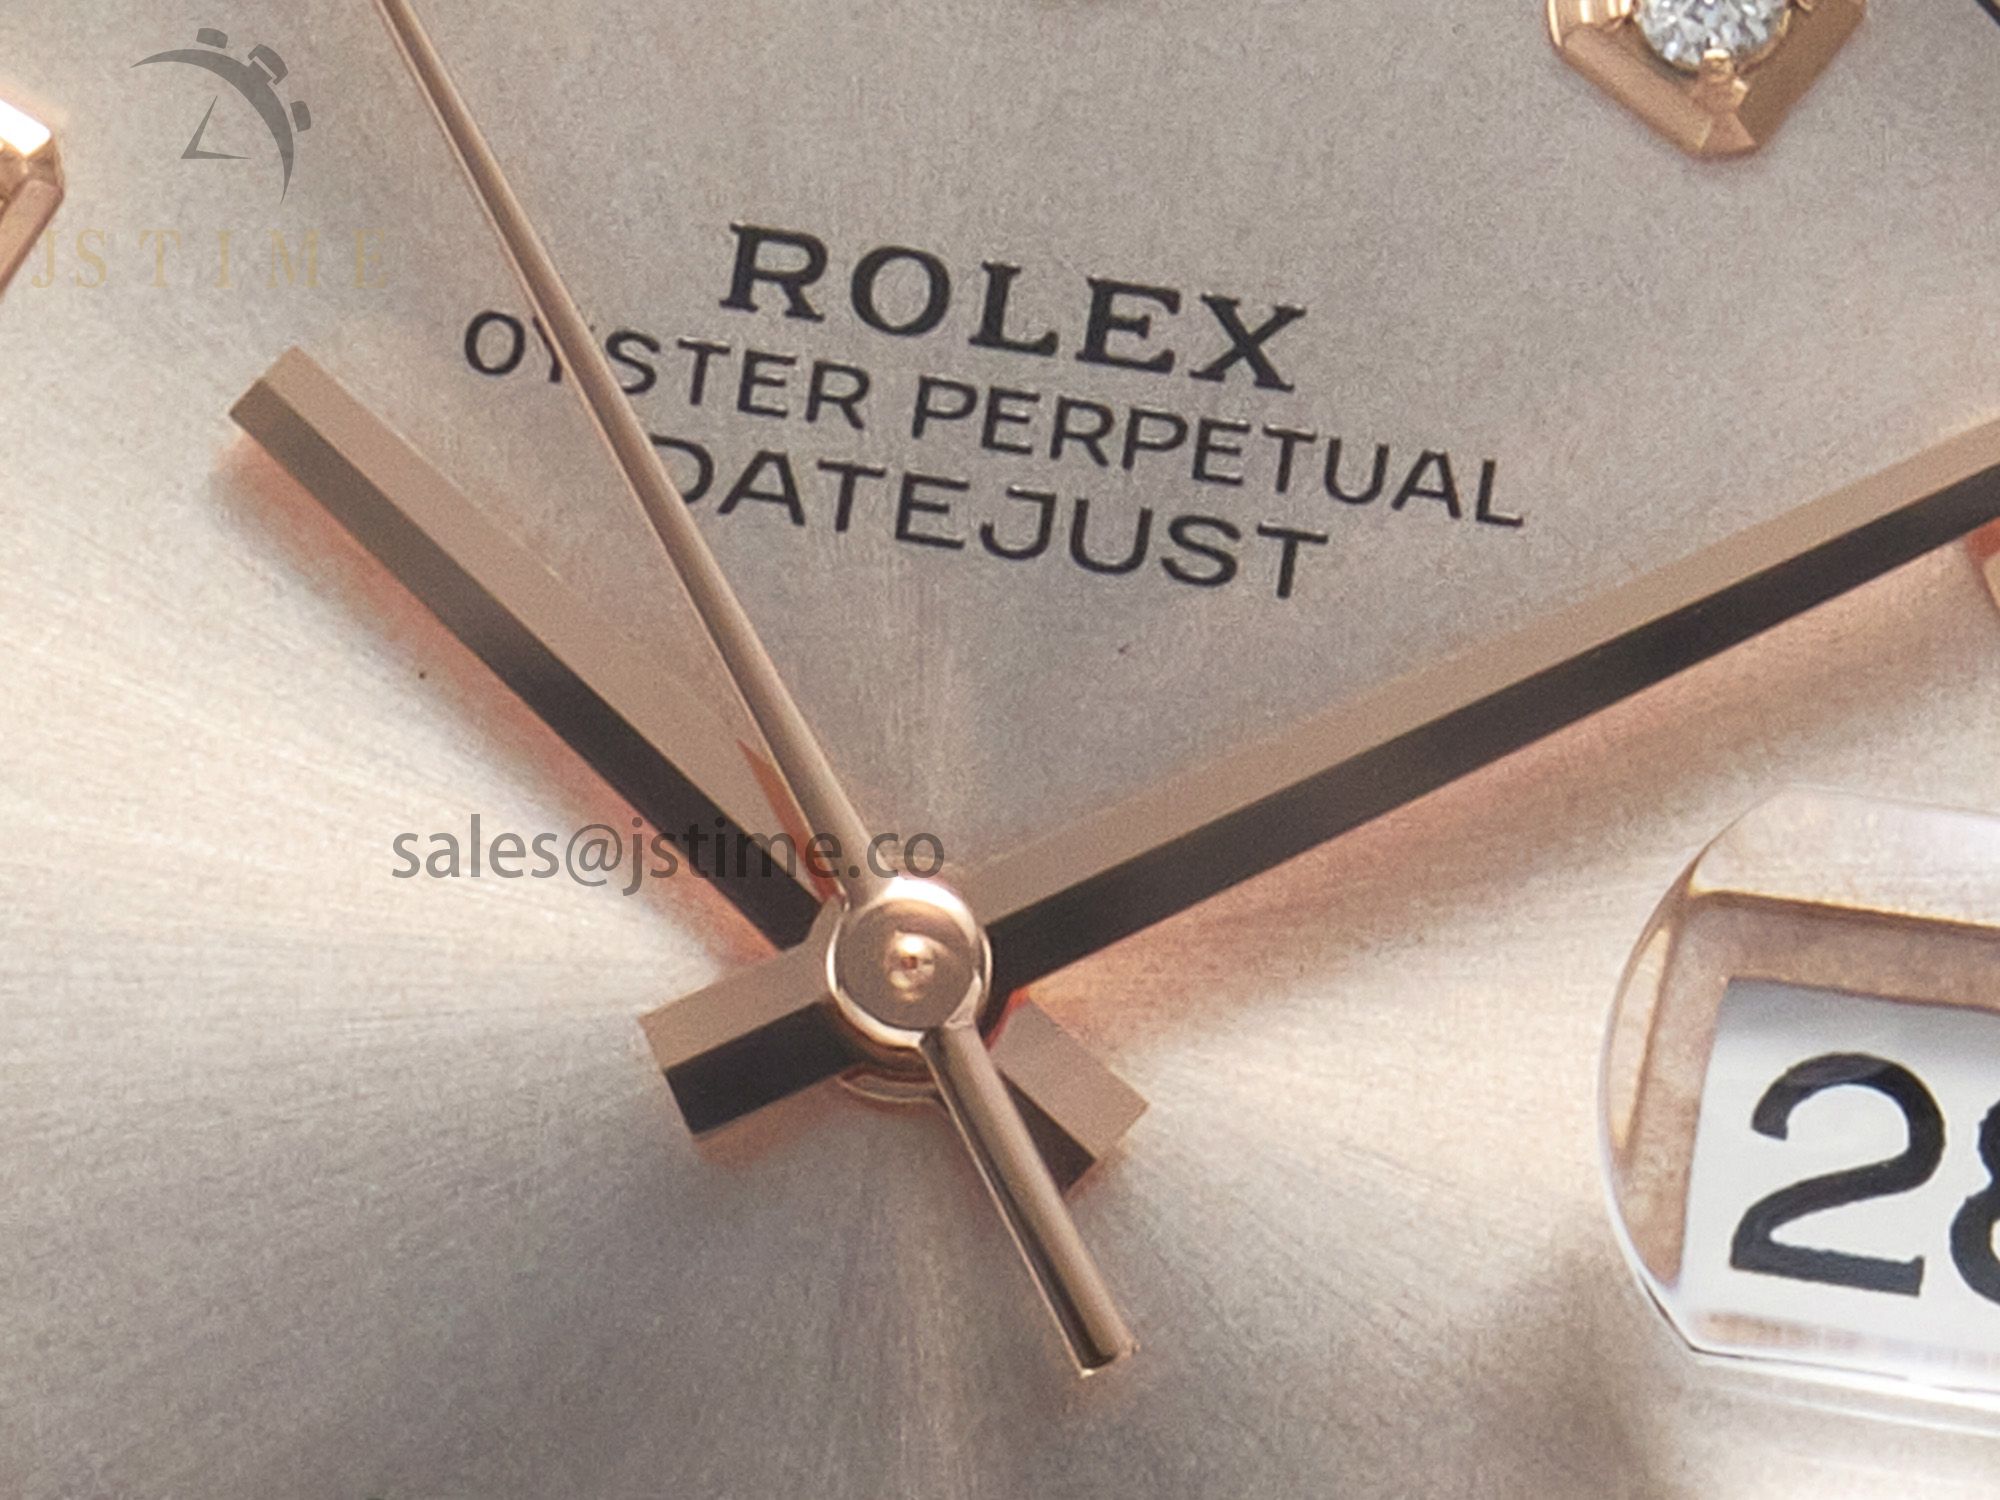 JSTIME
ROLEX
OYSTER PERPETUAL
DATEJUST
sales@jstime.co
28